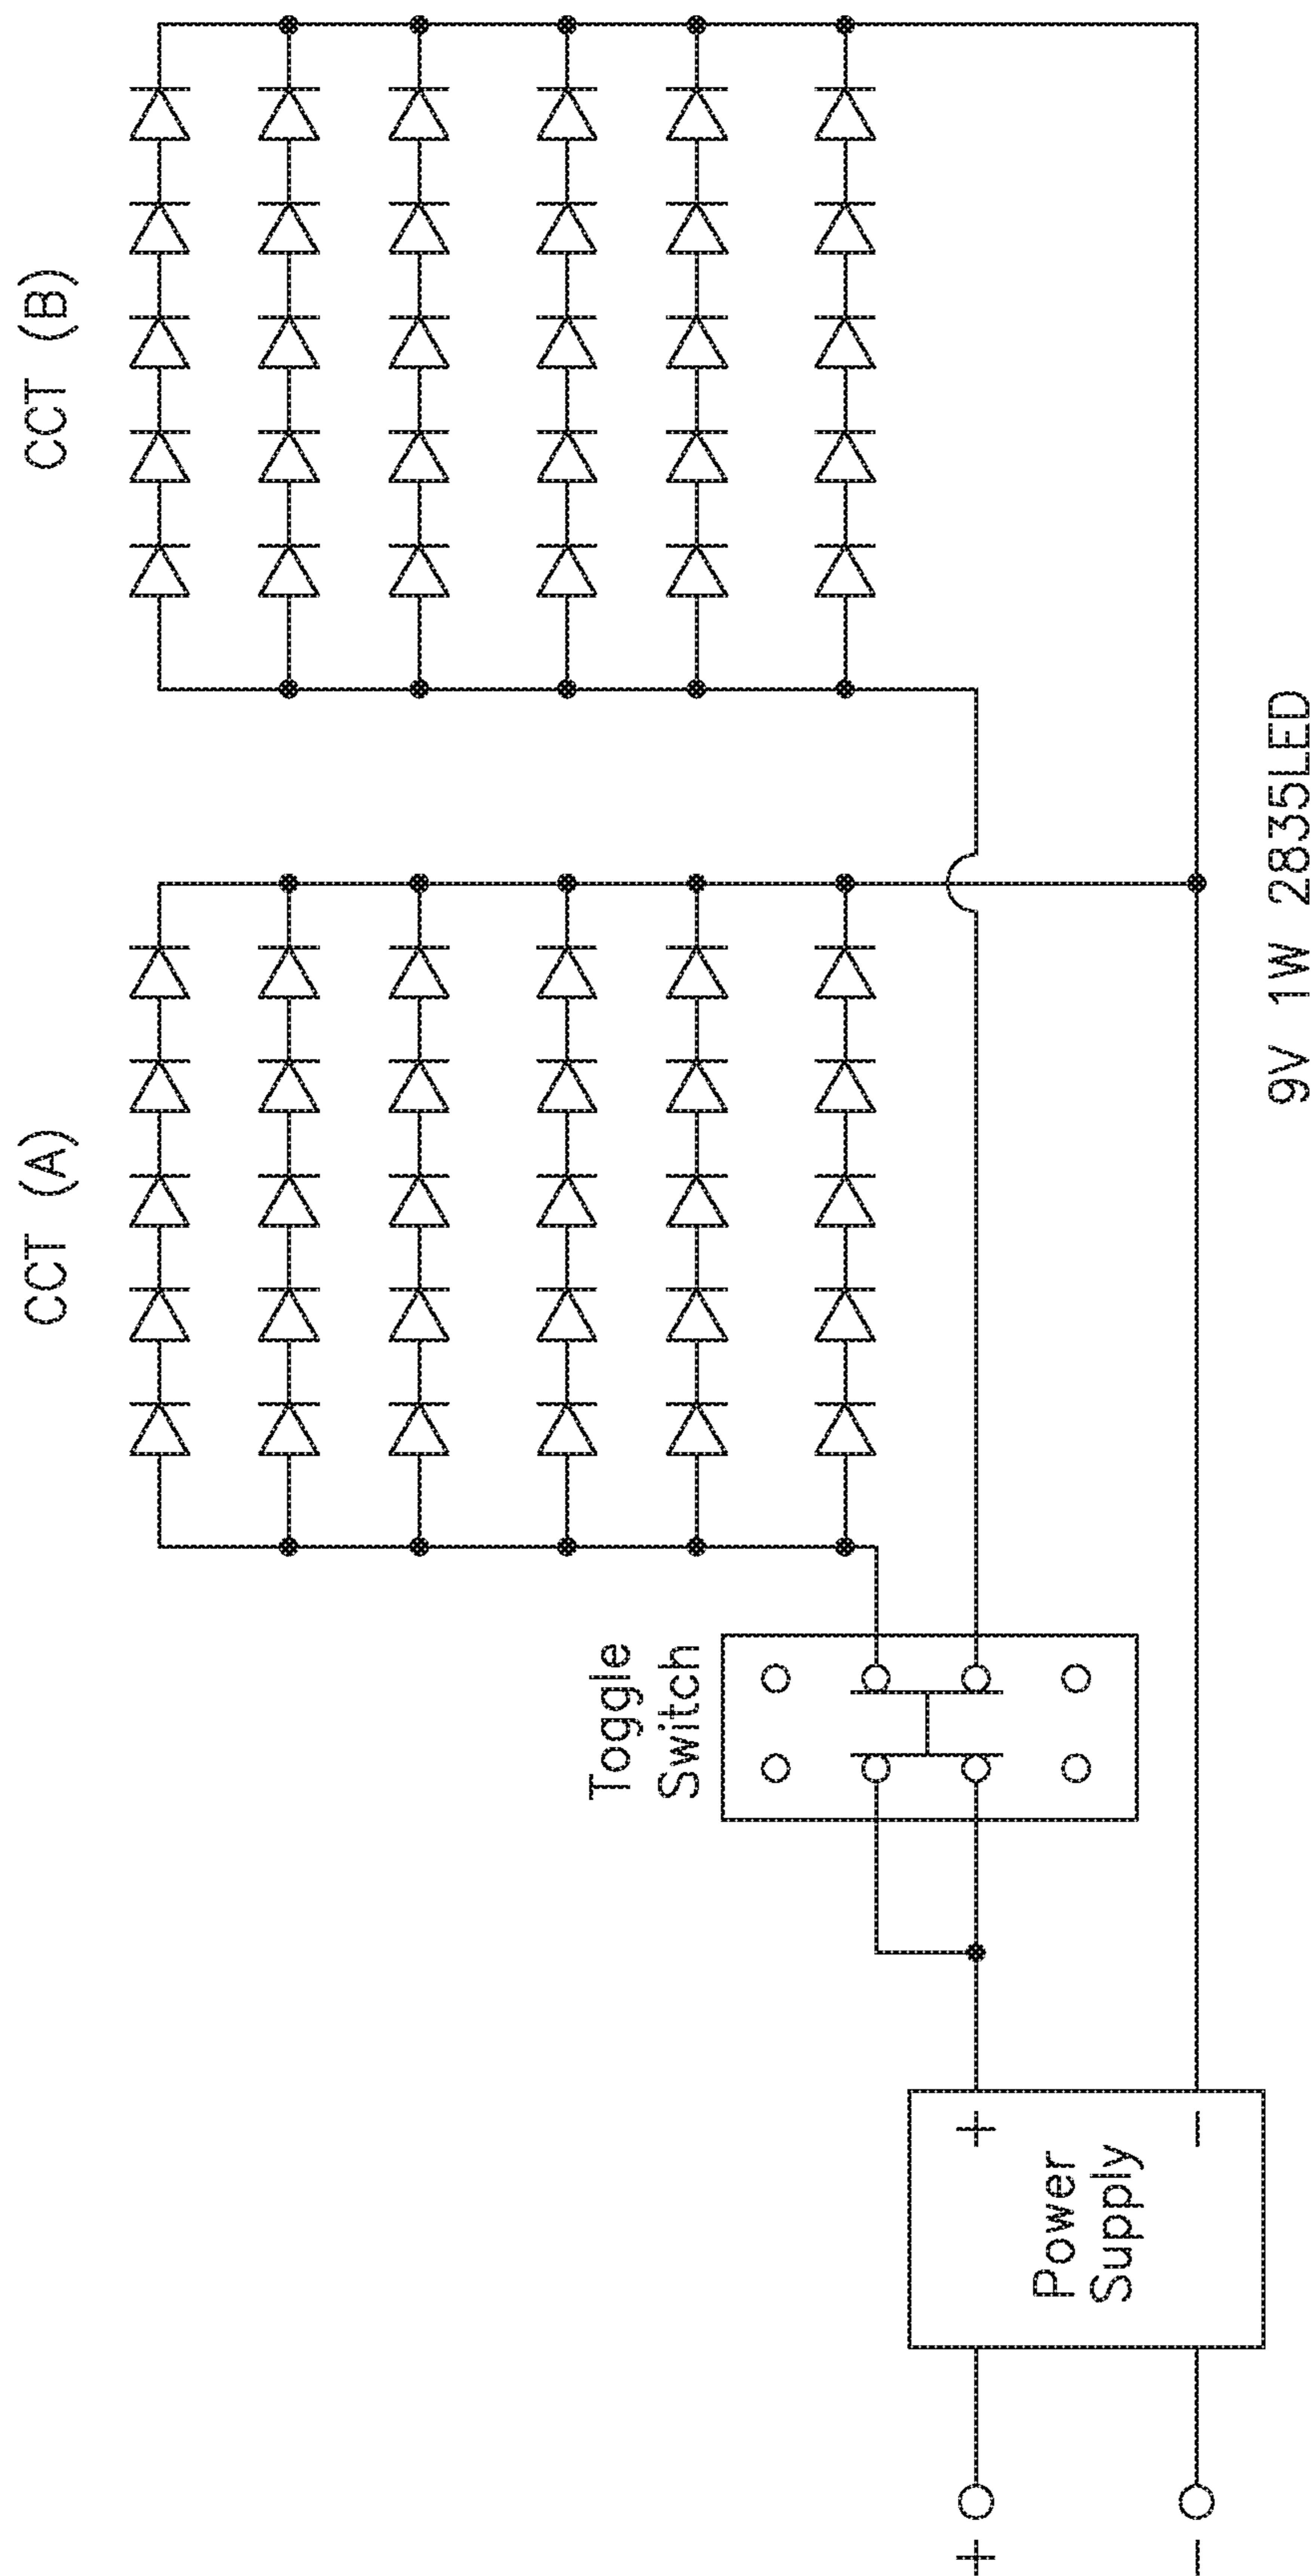 CCT (A)
CCT (B)
Toggle
Switch
+
−
Power
Supply
+
−
9V 1W 2835LED